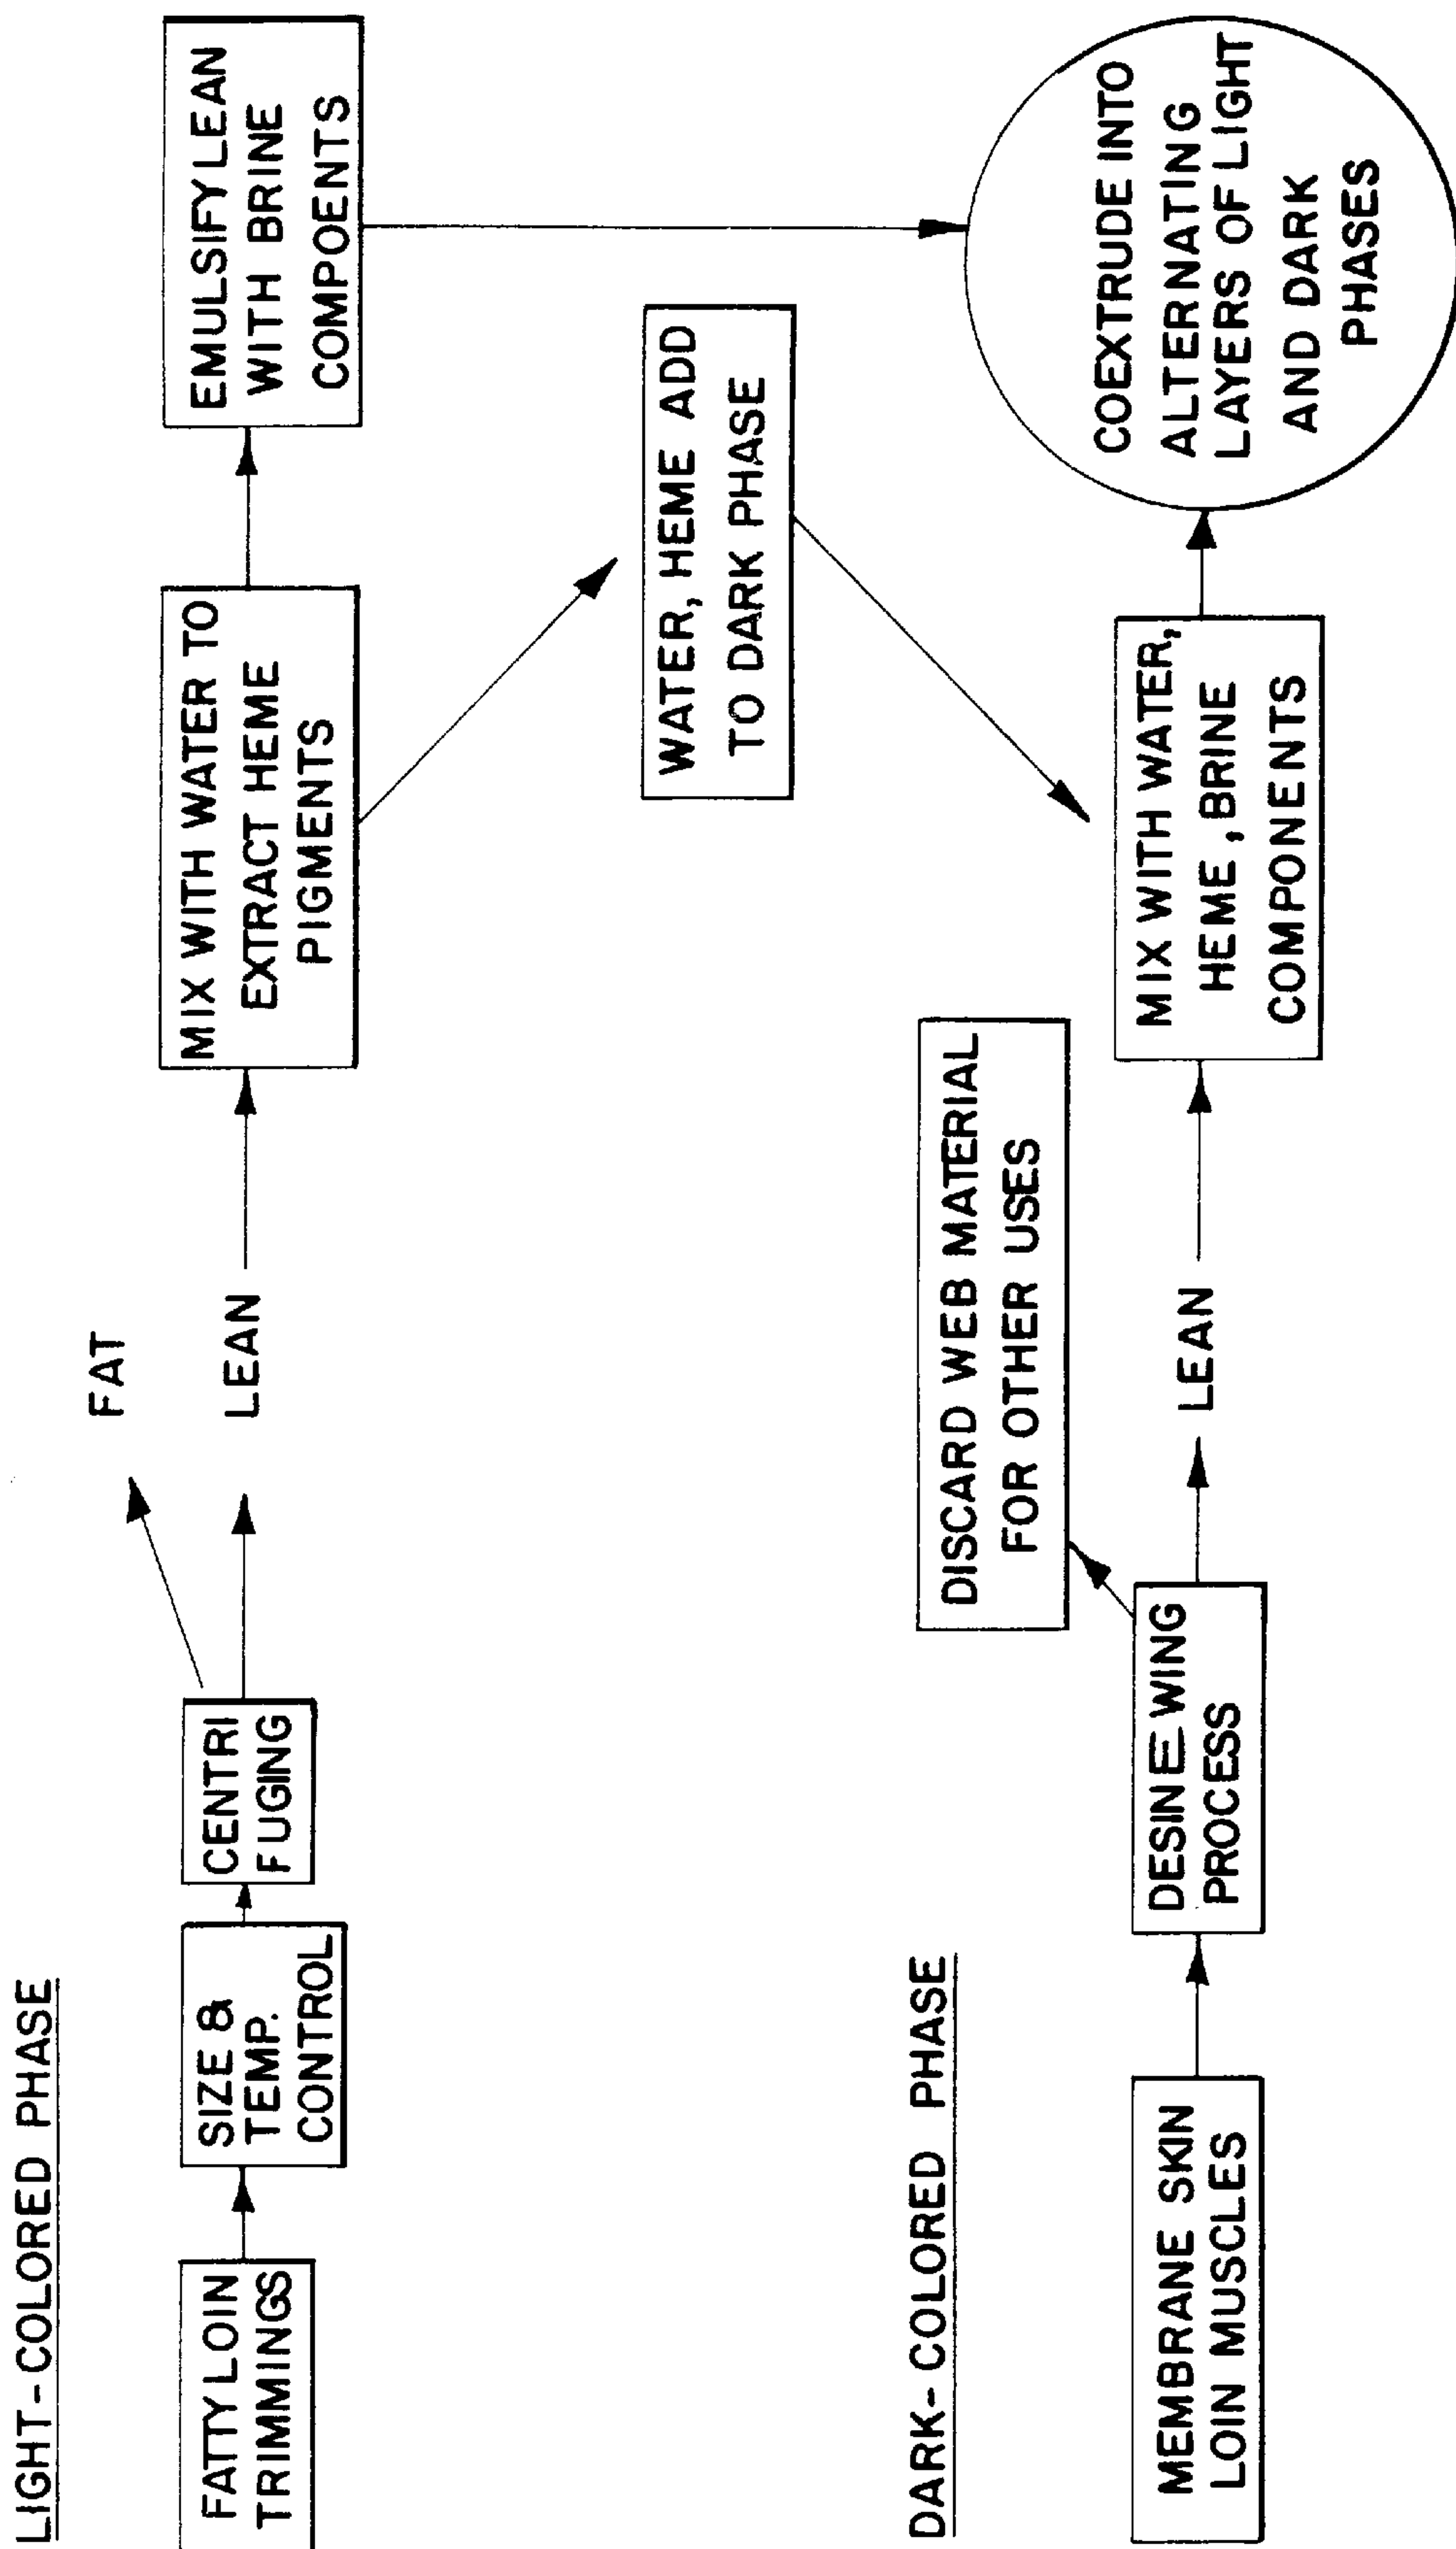 LIGHT-COLORED PHASE
FATTY LOIN
TRIMMINGS
SIZE &
TEMP.
CONTROL
CENTRI
FUGING
FAT
LEAN
MIX WITH WATER TO
EXTRACT HEME
PIGMENTS
EMULSIFY LEAN
WITH BRINE
COMPOENTS
WATER, HEME ADD
TO DARK PHASE
DARK-COLORED PHASE
MEMBRANE SKIN
LOIN MUSCLES
DESINEWING
PROCESS
DISCARD WEB MATERIAL
FOR OTHER USES
LEAN
MIX WITH WATER,
HEME, BRINE
COMPONENTS
COEXTRUDE INTO
ALTERNATING
LAYERS OF LIGHT
AND DARK
PHASES